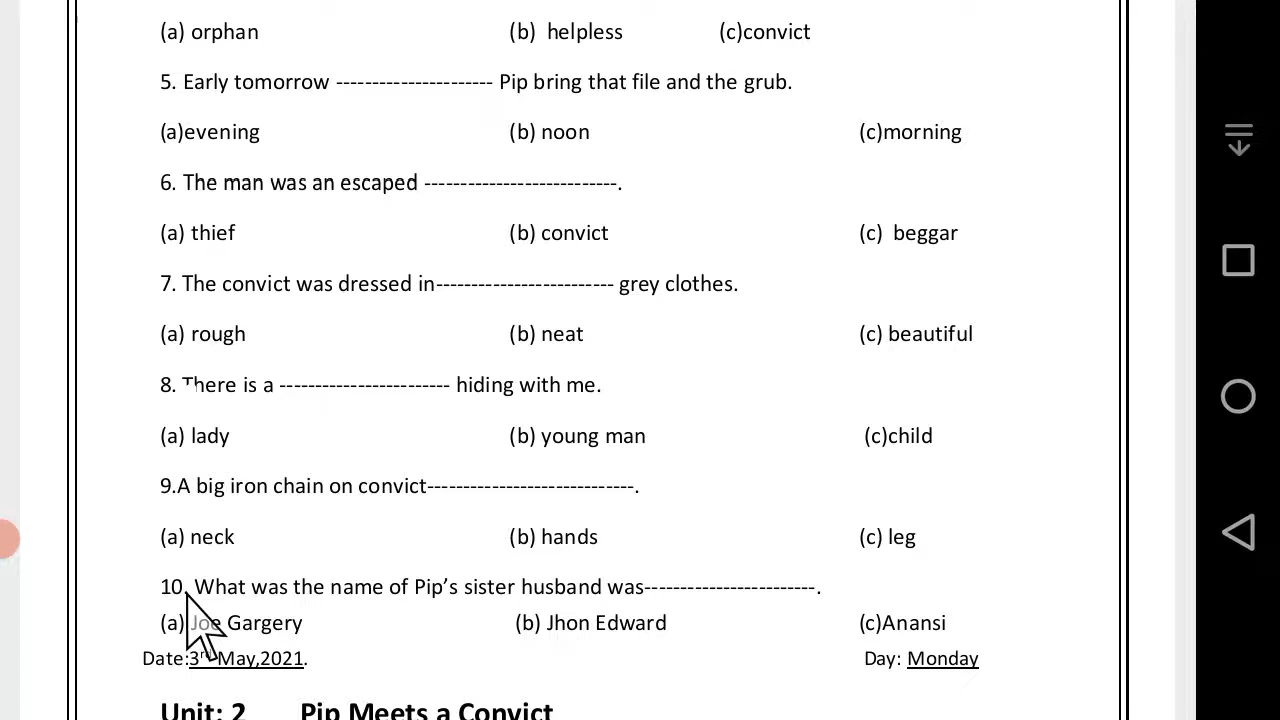 (a) orphan (b) helpless (c)convict
5. Early tomorrow ---------------------- Pip bring that file and the grub.
(a)evening (b) noon (c)morning
6. The man was an escaped ---------------------------.
(a) thief (b) convict (c) beggar
7. The convict was dressed in------------------------- grey clothes.
(a) rough (b) neat (c) beautiful
8. There is a ------------------------ hiding with me.
(a) lady (b) young man (c)child
9.A big iron chain on convict-----------------------------.
(a) neck (b) hands (c) leg
10. What was the name of Pip’s sister husband was------------------------.
(a) Joe Gargery (b) Jhon Edward (c)Anansi
Date:3rd May,2021. Day: Monday
Unit: 2 Pip Meets a Convict